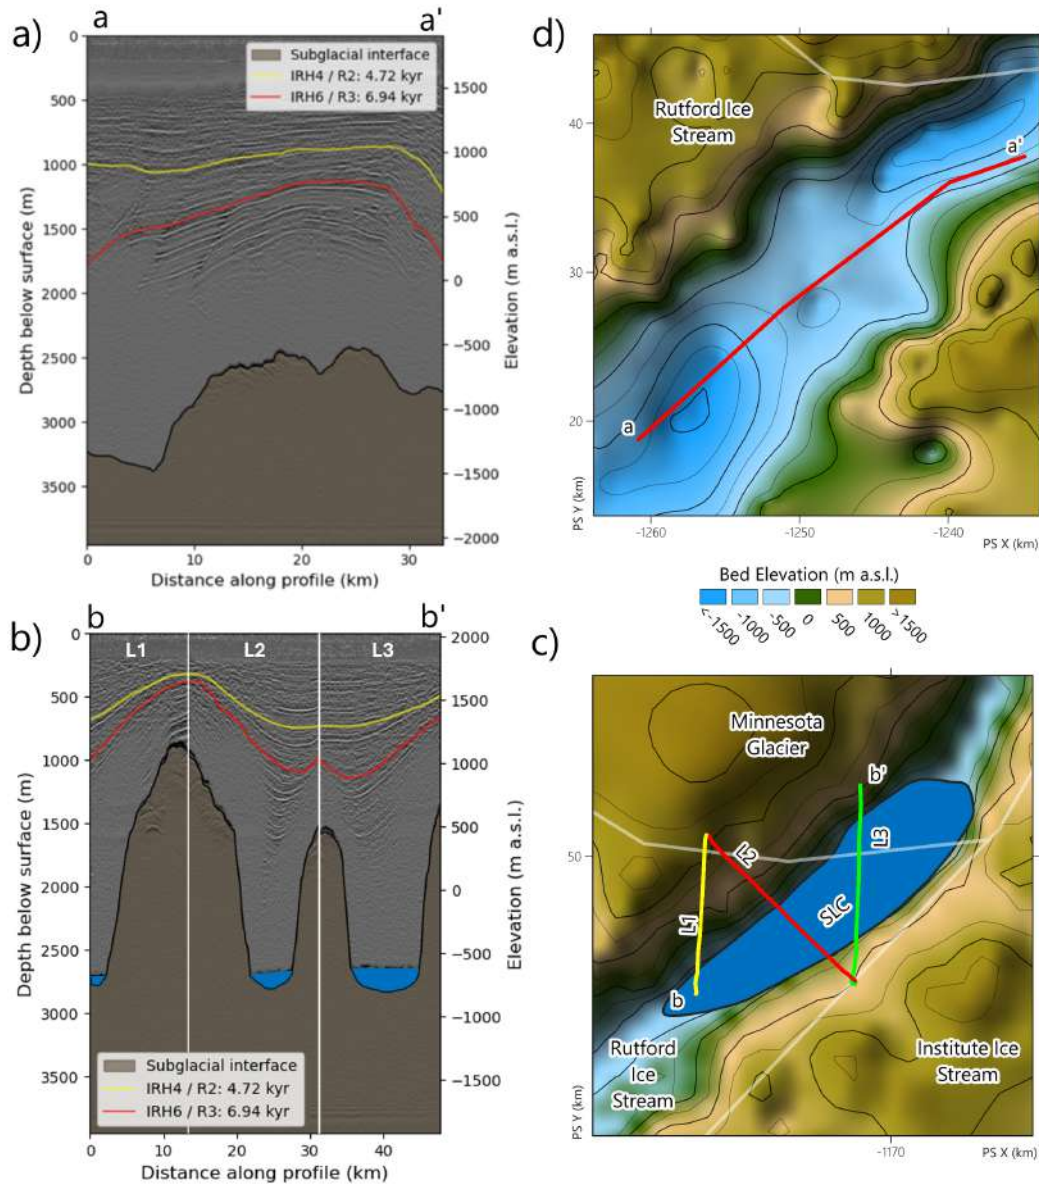 a)
a
a'
Subglacial interface
IRH4 / R2: 4.72 kyr
IRH6 / R3: 6.94 kyr
0
500
1000
1500
2000
2500
3000
3500
Depth below surface (m)
1500
1000
500
0
−500
−1000
−1500
−2000
Elevation (m a.s.l.)
0
10
20
30
Distance along profile (km)
d)
Rutford Ice
Stream
a'
a
40
30
20
PS Y (km)
-1260
-1250
-1240
PS X (km)
Bed Elevation (m a.s.l.)
<-1500
-1000
-500
0
500
1000
>1500
b)
b
b'
L1
L2
L3
0
500
1000
1500
2000
2500
3000
3500
Depth below surface (m)
2000
1500
1000
500
0
−500
−1000
−1500
Elevation (m a.s.l.)
Subglacial interface
IRH4 / R2: 4.72 kyr
IRH6 / R3: 6.94 kyr
0
10
20
30
40
Distance along profile (km)
c)
Minnesota
Glacier
b'
L2
L3
L1
SLC
b
Rutford
Ice
Stream
Institute Ice
Stream
50
PS Y (km)
-1170
PS X (km)